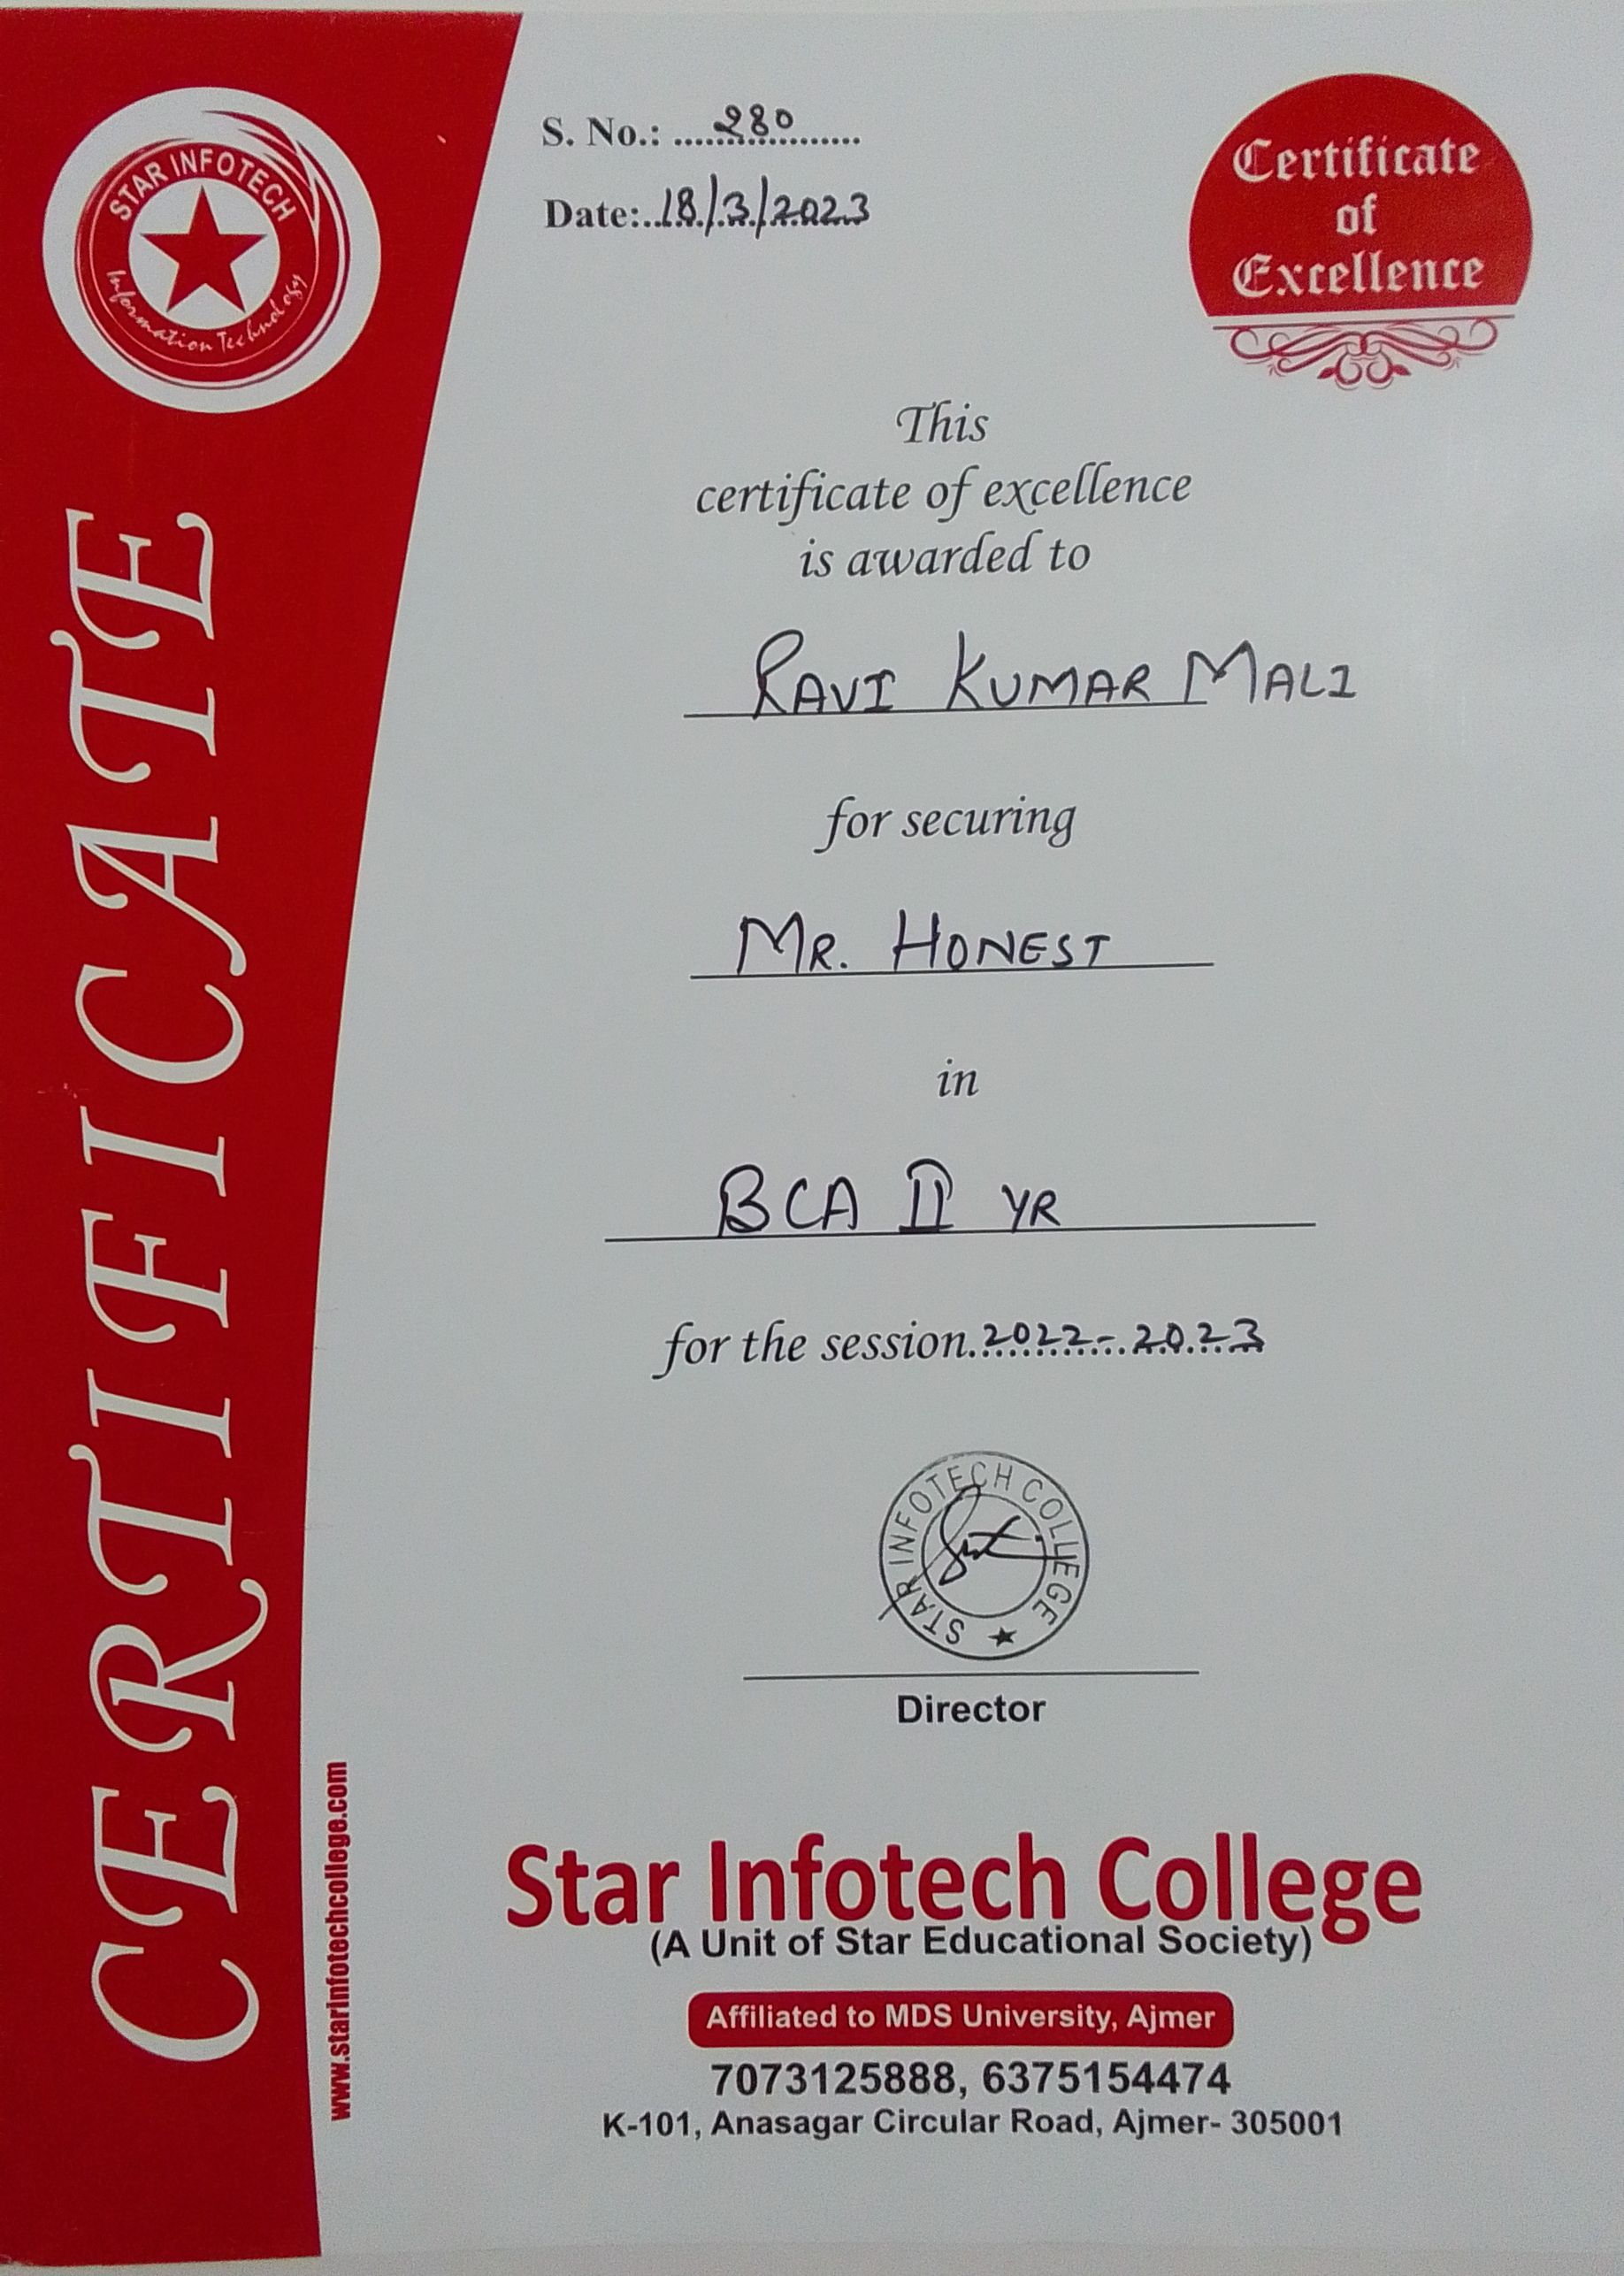 STAR INFOTECH
Information Technology
S. No.: ....280..................
Date:..18/3/2023
Certificate
of
Excellence
CERTIFICATE
This
certificate of excellence
is awarded to
RAVI KUMAR MALI
for securing
MR. HONEST
in
BCA II YR
for the session.2022-2023
STAR INFOTECH COLLEGE
Director
www.starinfotechcollege.com
Star Infotech College
(A Unit of Star Educational Society)
Affiliated to MDS University, Ajmer
7073125888, 6375154474
K-101, Anasagar Circular Road, Ajmer- 305001